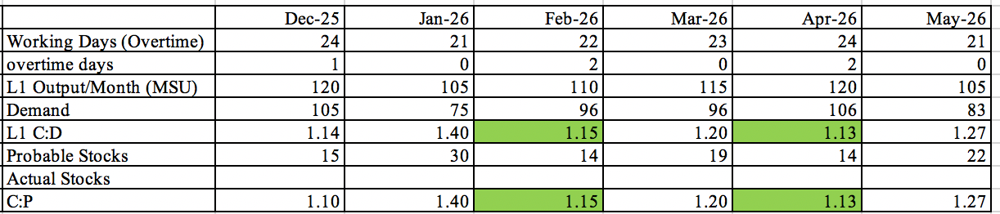 Dec-25 Jan-26 Feb-26 Mar-26 Apr-26 May-26
Working Days (Overtime) 24 21 22 23 24 21
overtime days 1 0 2 0 2 0
L1 Output/Month (MSU) 120 105 110 115 120 105
Demand 105 75 96 96 106 83
L1 C:D 1.14 1.40 1.15 1.20 1.13 1.27
Probable Stocks 15 30 14 19 14 22
Actual Stocks
C:P 1.10 1.40 1.15 1.20 1.13 1.27